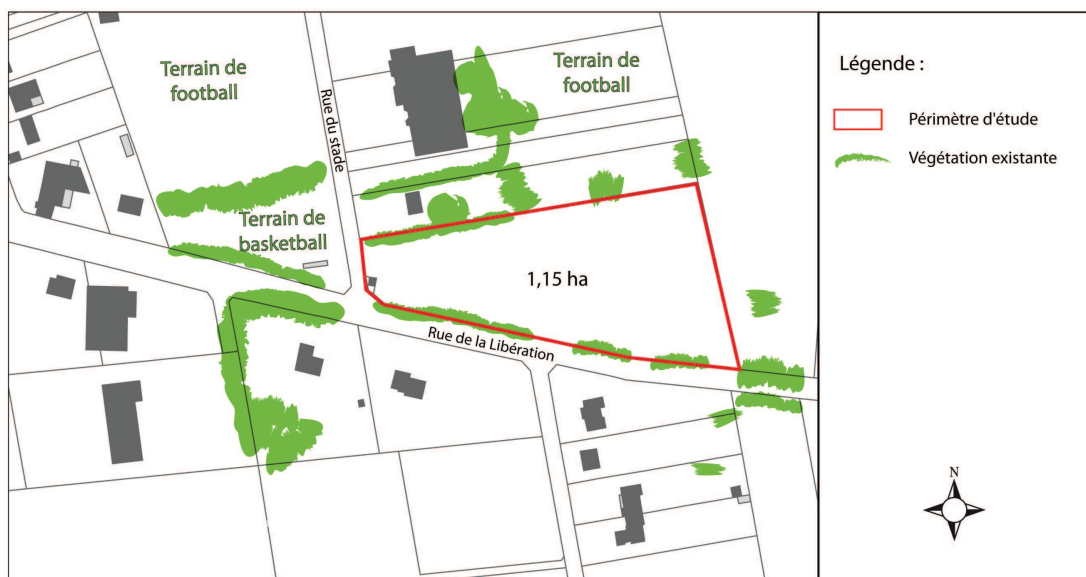 Terrain de
football
Rue du stade
Terrain de
football
Terrain de
basketball
1,15 ha
Rue de la Libération
Légende :
Périmètre d'étude
Végétation existante
N